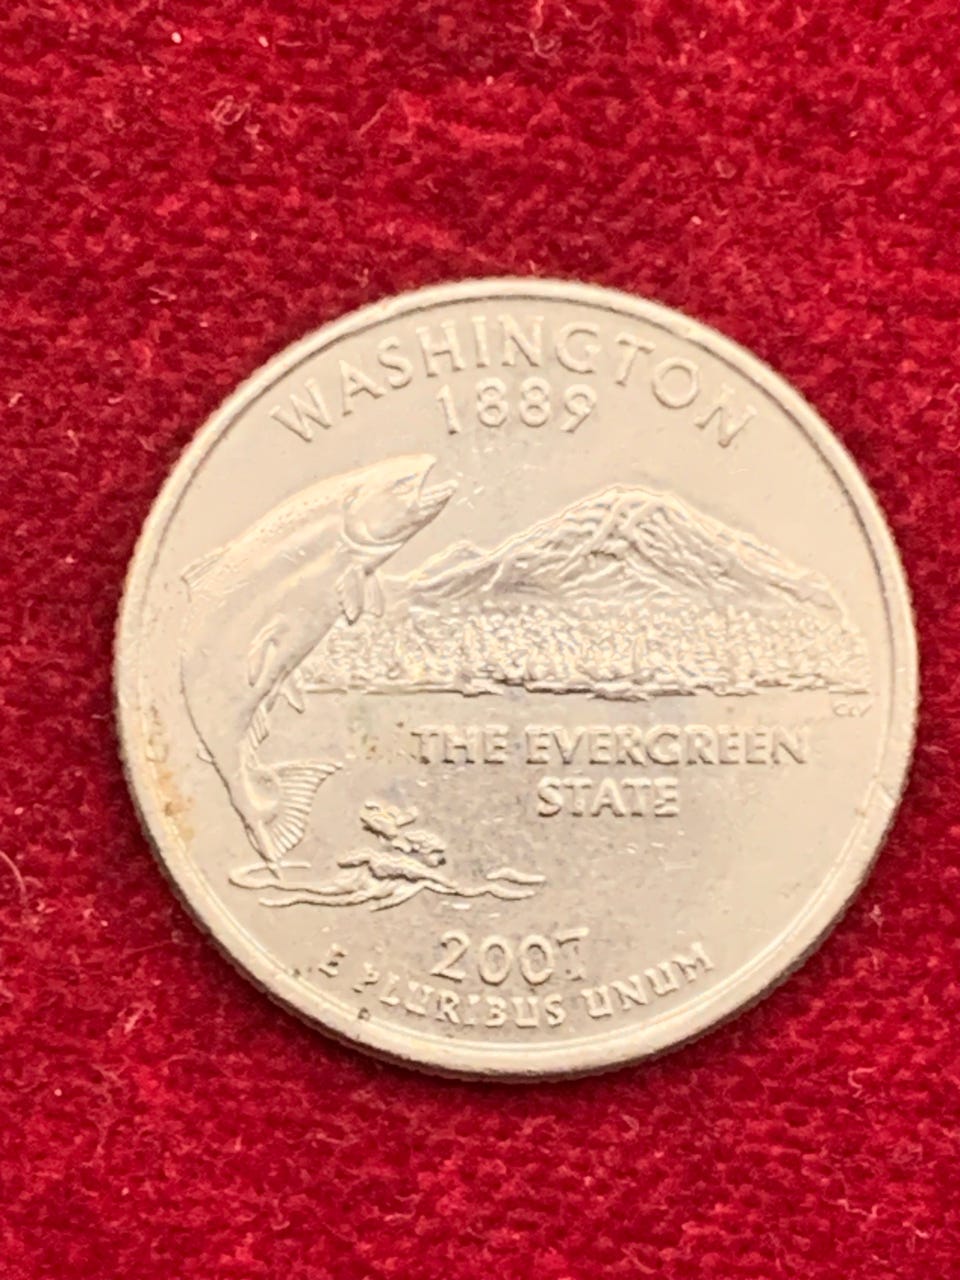 WASHINGTON
1889
THE EVERGREEN
STATE
2007
E PLURIBUS UNUM